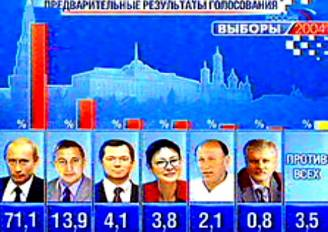 ПРЕДВАРИТЕЛЬНЫЕ РЕЗУЛЬТАТЫ ГОЛОСОВАНИЯ
ВЫБОРЫ 2004
% % % % % % %
ПРОТИВ
ВСЕХ
71,1 13,9 4,1 3,8 2,1 0,8 3,5